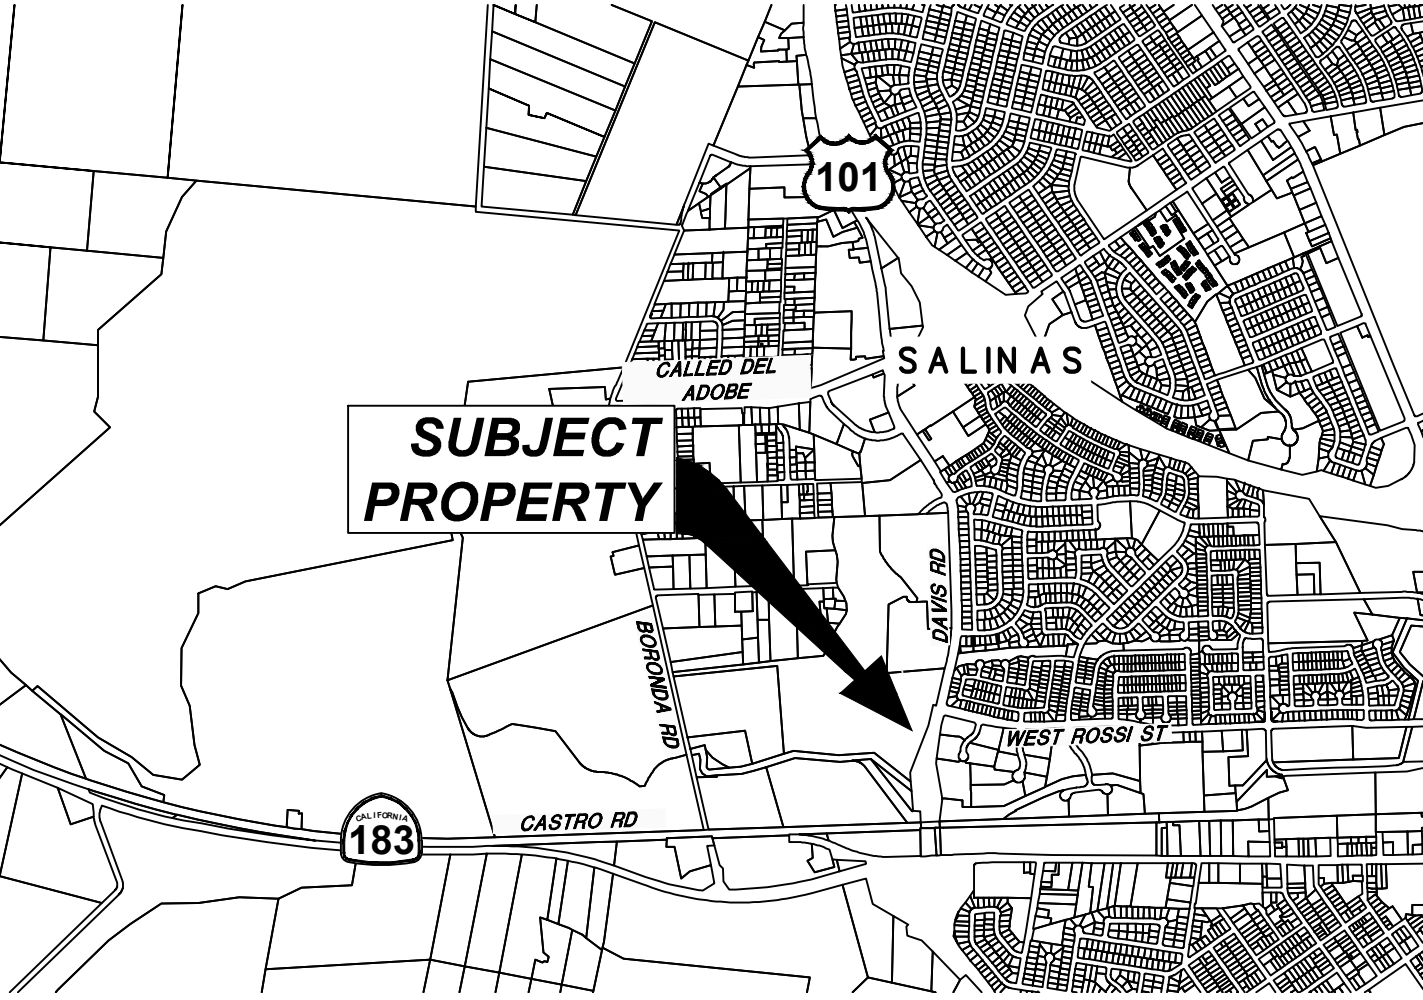 101
SALINAS
CALLED DEL
ADOBE
SUBJECT
PROPERTY
DAVIS RD
BORONDA RD
WEST ROSSI ST
CASTRO RD
CALIFORNIA
183